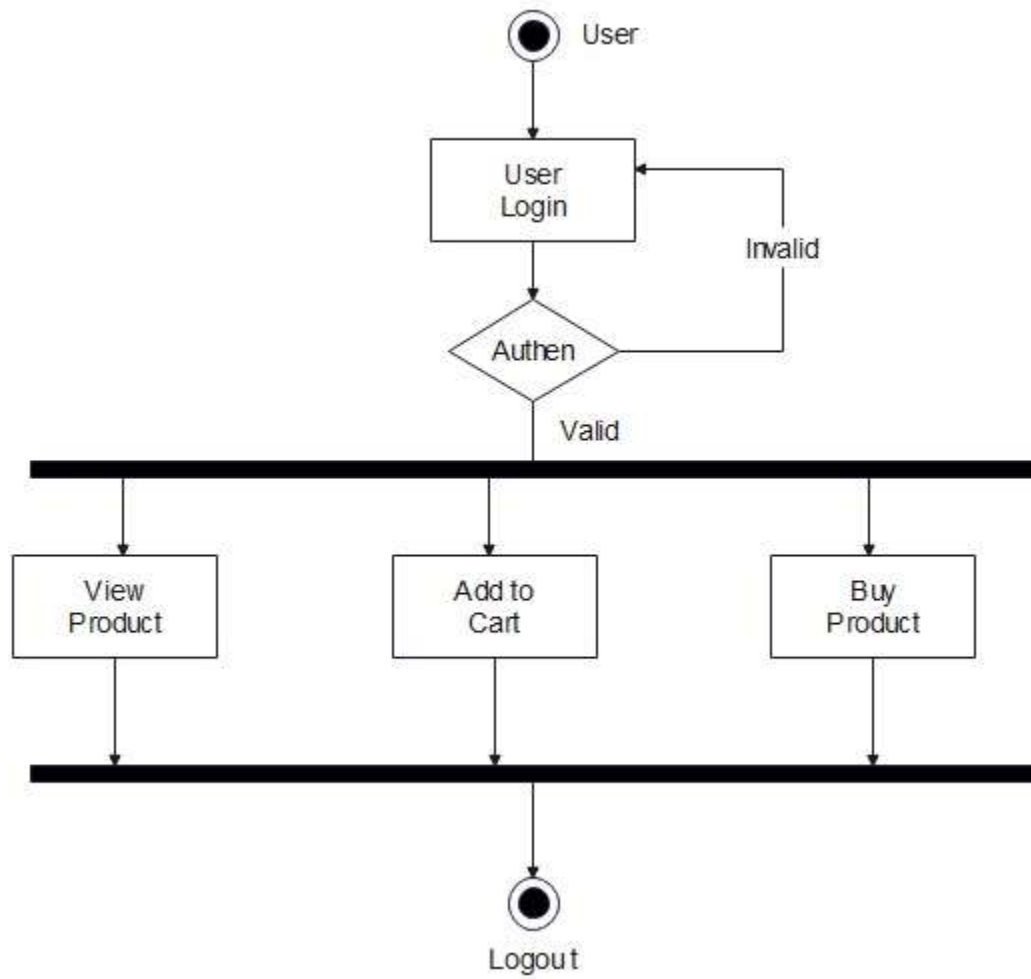 User
User
Login
Invalid
Authen
Valid
View
Product
Add to
Cart
Buy
Product
Logout